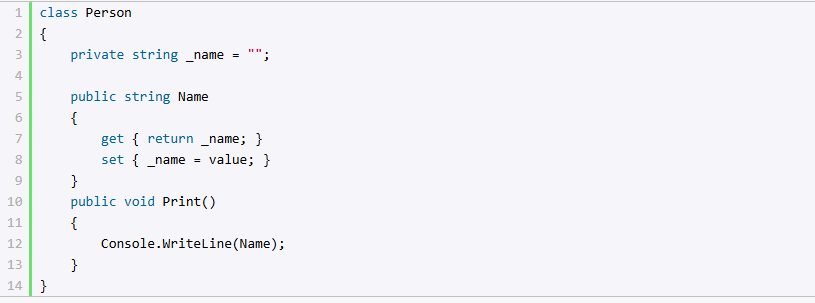 1 class Person
2 {
3     private string _name = "";
4
5     public string Name
6     {
7         get { return _name; }
8         set { _name = value; }
9     }
10     public void Print()
11     {
12         Console.WriteLine(Name);
13     }
14 }